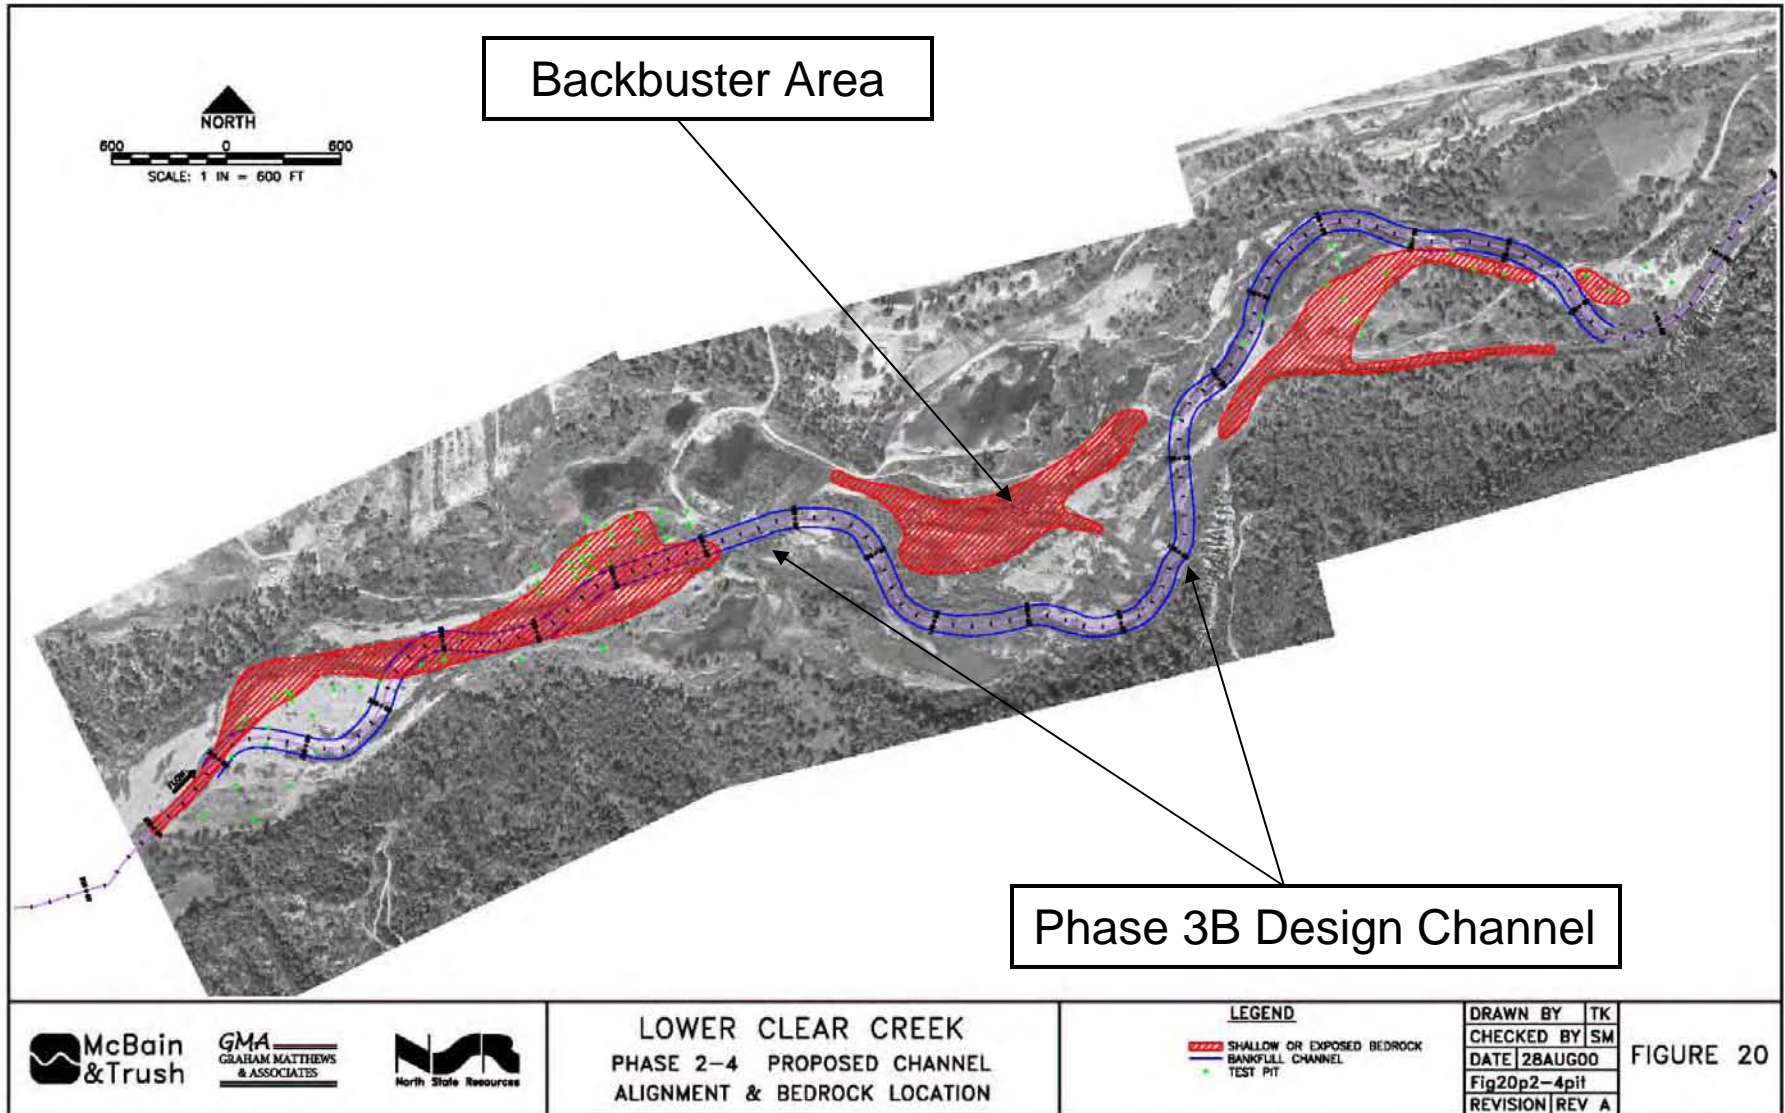 Backbuster Area
NORTH
600 0 600
SCALE: 1 IN = 600 FT
FLOW
Phase 3B Design Channel
McBain
&Trush
GMA
GRAHAM MATTHEWS
& ASSOCIATES
NSR
North State Resources
LOWER CLEAR CREEK
PHASE 2-4 PROPOSED CHANNEL
ALIGNMENT & BEDROCK LOCATION
LEGEND
SHALLOW OR EXPOSED BEDROCK
BANKFULL CHANNEL
TEST PIT
DRAWN BY TK
CHECKED BY SM
DATE 28AUG00
Fig20p2-4pit
REVISION REV A
FIGURE 20